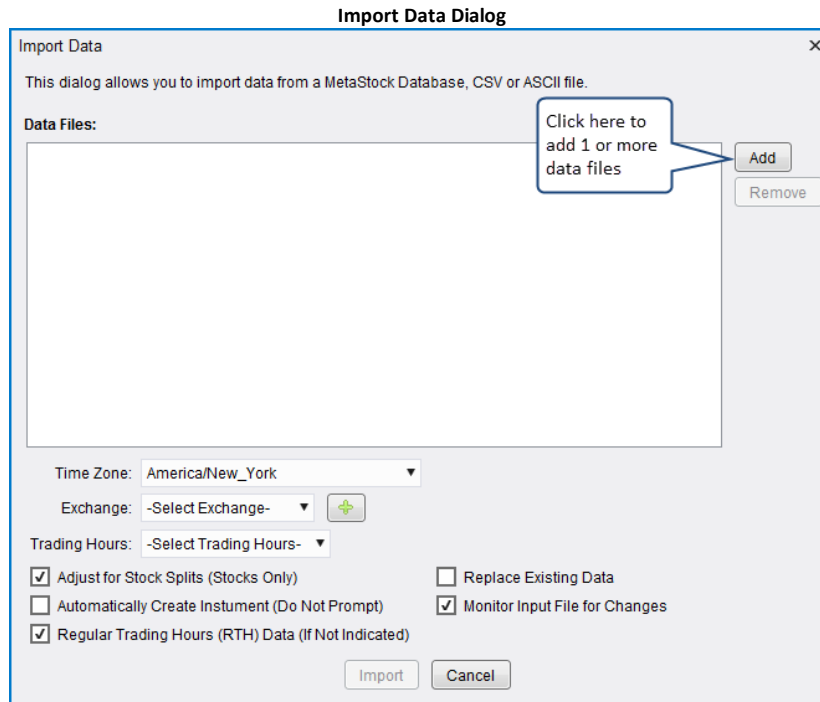 Import Data Dialog
Import Data
This dialog allows you to import data from a MetaStock Database, CSV or ASCII file.
Data Files:
Click here to
add 1 or more
data files
Add
Remove
Time Zone: America/New_York
Exchange: -Select Exchange-
Trading Hours: -Select Trading Hours-
Adjust for Stock Splits (Stocks Only) Replace Existing Data
Automatically Create Instument (Do Not Prompt) Monitor Input File for Changes
Regular Trading Hours (RTH) Data (If Not Indicated)
Import Cancel